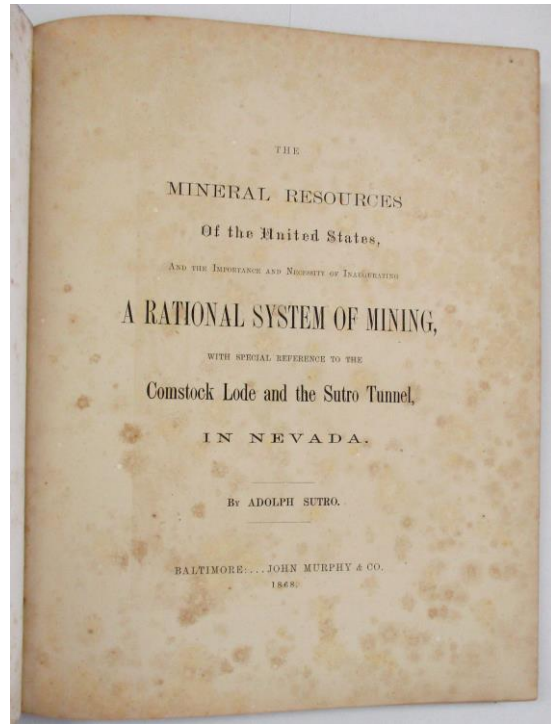 THE
MINERAL RESOURCES
Of the United States,
AND THE IMPORTANCE AND NECESSITY OF INAUGURATING
A RATIONAL SYSTEM OF MINING,
WITH SPECIAL REFERENCE TO THE
Comstock Lode and the Sutro Tunnel,
IN NEVADA.
BY ADOLPH SUTRO.
BALTIMORE:...JOHN MURPHY & CO.
1868.